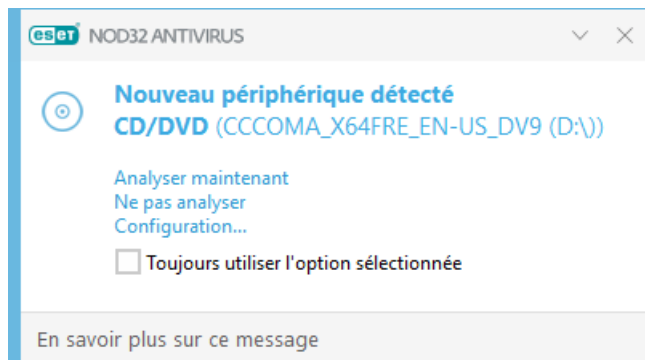 eset NOD32 ANTIVIRUS
Nouveau périphérique détecté
CD/DVD (CCCOMA_X64FRE_EN-US_DV9 (D:\))
Analyser maintenant
Ne pas analyser
Configuration...
Toujours utiliser l'option sélectionnée
En savoir plus sur ce message